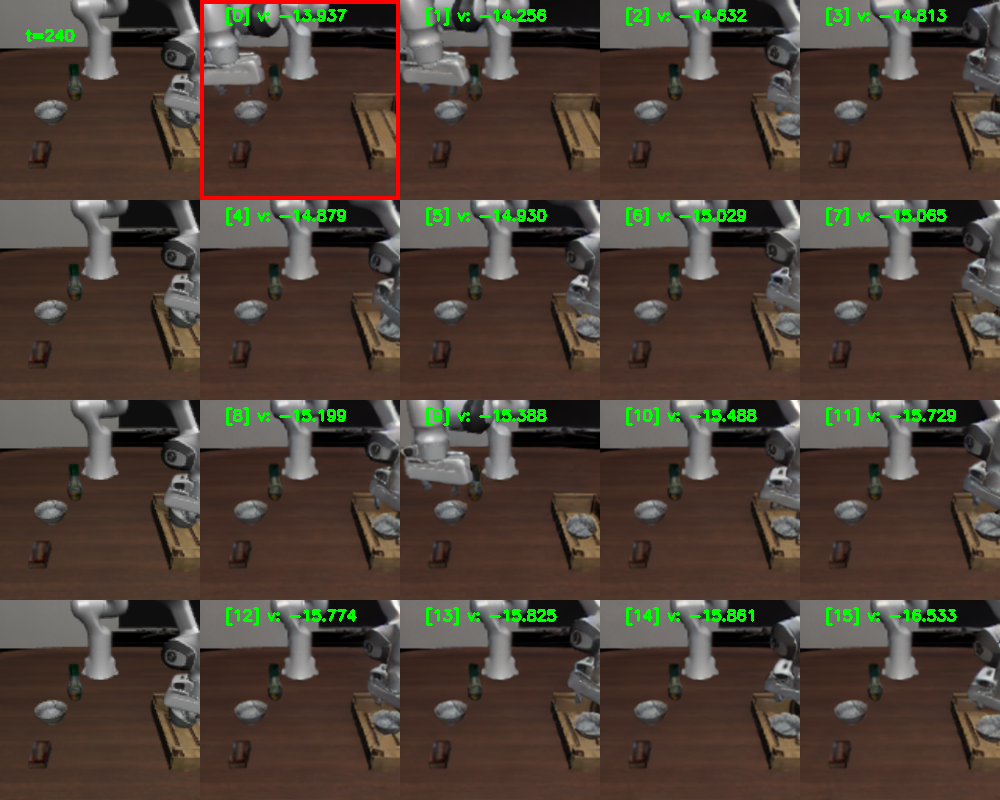 t=240
[0] v: -13.937
[1] v: -14.256
[2] v: -14.632
[3] v: -14.813
[4] v: -14.879
[5] v: -14.930
[6] v: -15.029
[7] v: -15.065
[8] v: -15.199
[9] v: -15.388
[10] v: -15.488
[11] v: -15.729
[12] v: -15.774
[13] v: -15.825
[14] v: -15.861
[15] v: -16.533